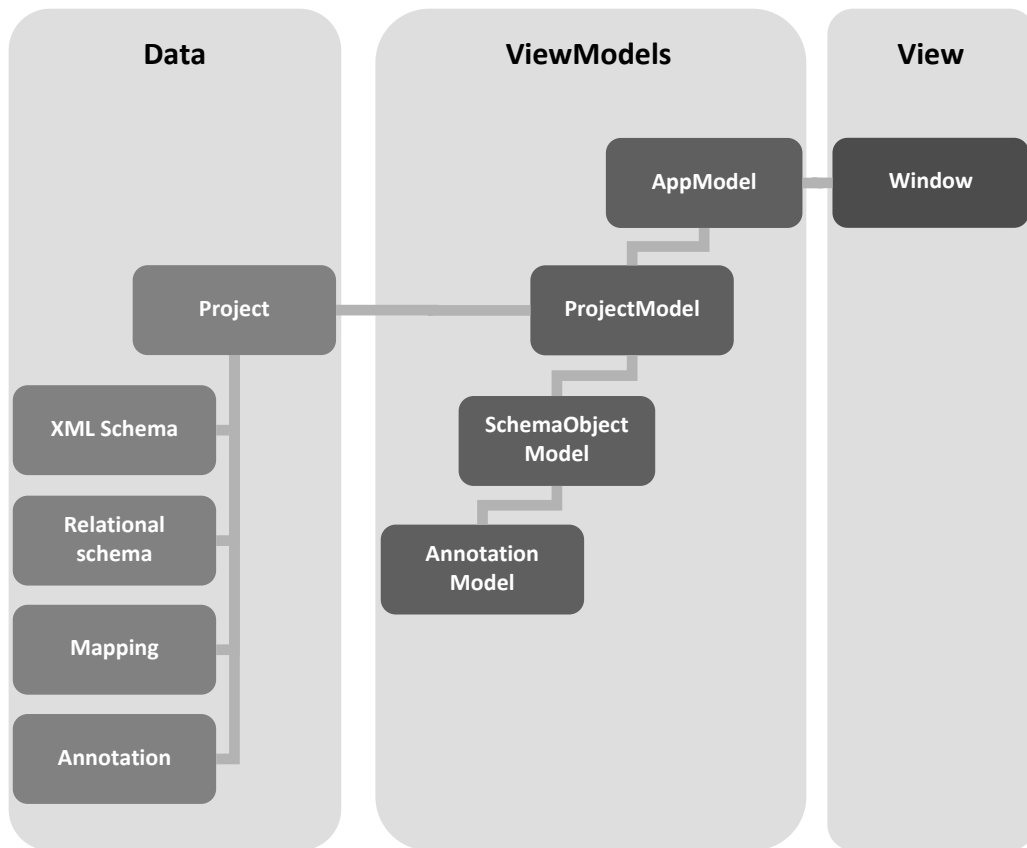 Data
ViewModels
View
AppModel
Window
Project
ProjectModel
XML Schema
SchemaObject
Model
Relational
schema
Annotation
Model
Mapping
Annotation